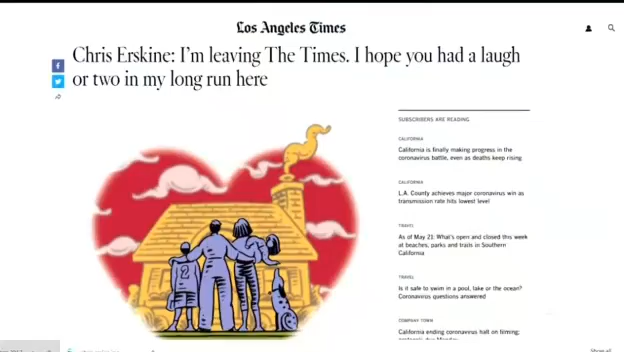 Los Angeles Times
Chris Erskine: I'm leaving The Times. I hope you had a laugh
or two in my long run here
SUBSCRIBERS ARE READING
CALIFORNIA
California is finally making progress in the
coronavirus battle, even as deaths keep rising
CALIFORNIA
L.A. County achieves major coronavirus win as
transmission rate hits lowest level
TRAVEL
As of May 21: What's open and closed this week
at beaches, parks and trails in Southern
California
TRAVEL
Is it safe to swim in a pool, lake or the ocean?
Coronavirus questions answered
COMPANY TOWN
California ending coronavirus halt on filming;
2
Show all